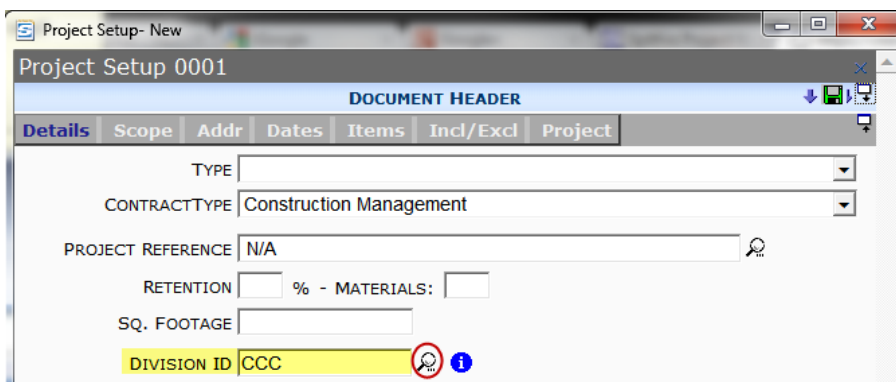 Project Setup- New
Project Setup 0001
DOCUMENT HEADER
Details Scope Addr Dates Items Incl/Excl Project
TYPE
CONTRACTTYPE Construction Management
PROJECT REFERENCE N/A
RETENTION % - MATERIALS:
SQ. FOOTAGE
DIVISION ID CCC